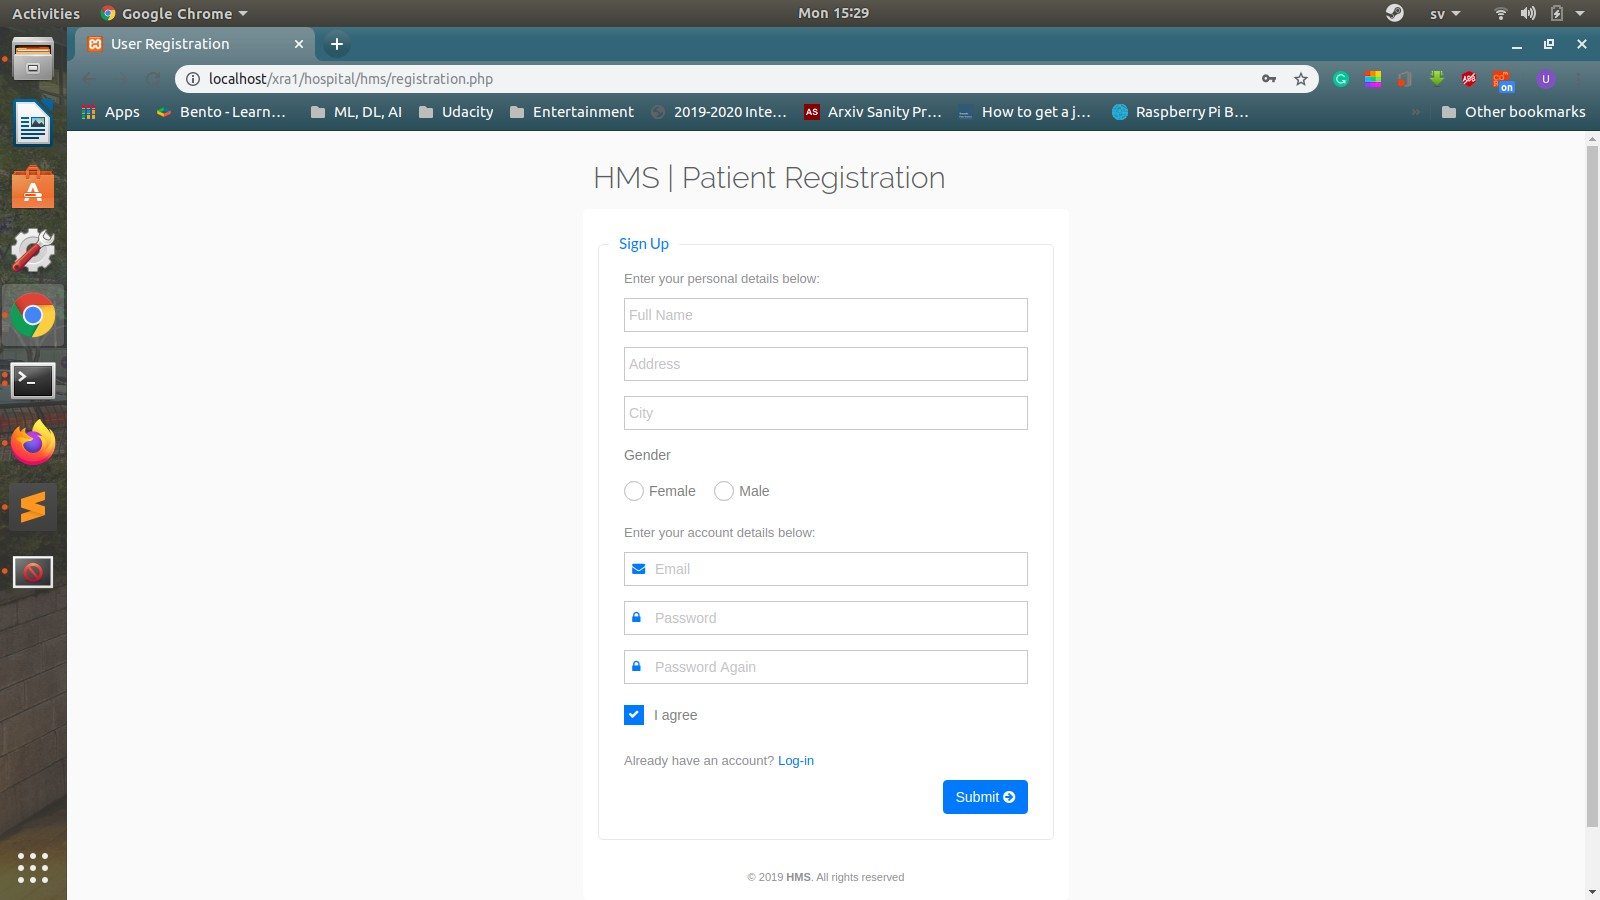 Activities
Google Chrome
Mon 15:29
sv
User Registration
localhost/xra1/hospital/hms/registration.php
ABP
on
U
Apps
Bento - Learn...
ML, DL, AI
Udacity
Entertainment
2019-2020 Inte...
AS
Arxiv Sanity Pr...
How to get a j...
Raspberry Pi B...
»
Other bookmarks
HMS | Patient Registration
Sign Up
Enter your personal details below:
Full Name
Address
City
Gender
Female
Male
Enter your account details below:
Email
Password
Password Again
I agree
Already have an account? Log-in
Submit
© 2019 HMS. All rights reserved